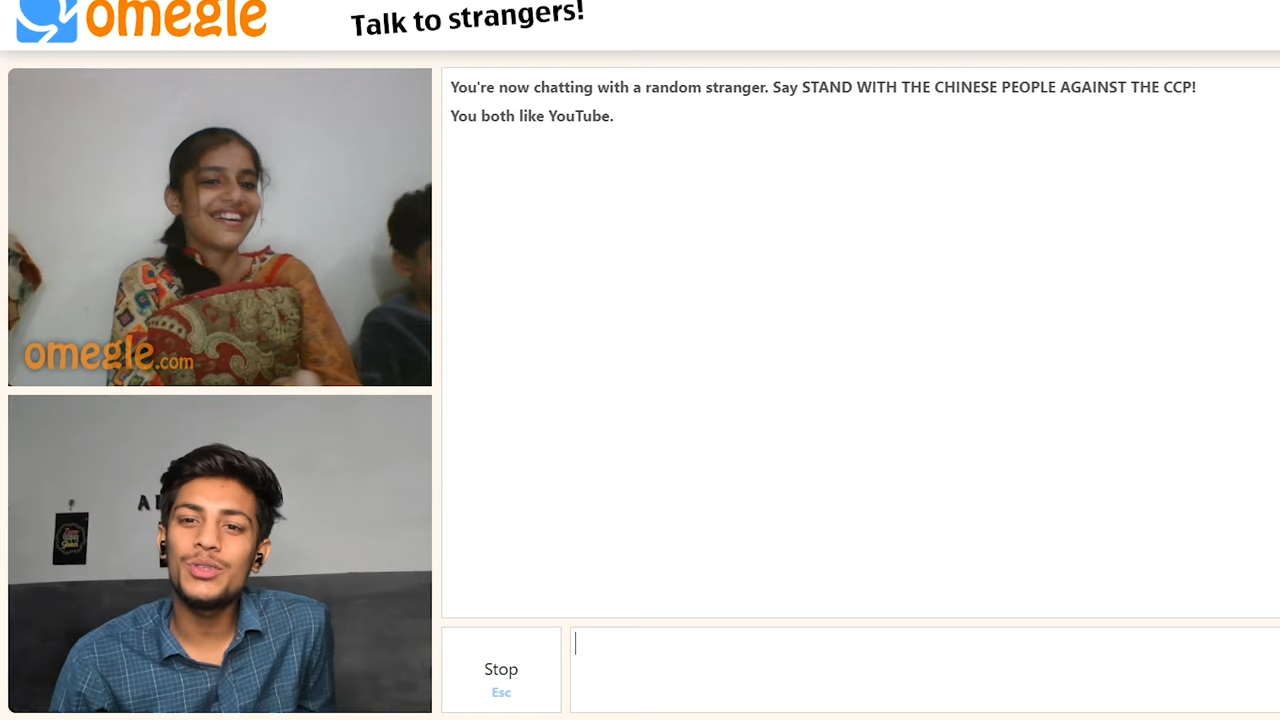 omegle
Talk to strangers!
You're now chatting with a random stranger. Say STAND WITH THE CHINESE PEOPLE AGAINST THE CCP!
You both like YouTube.
omegle.com
A
Stop
Esc